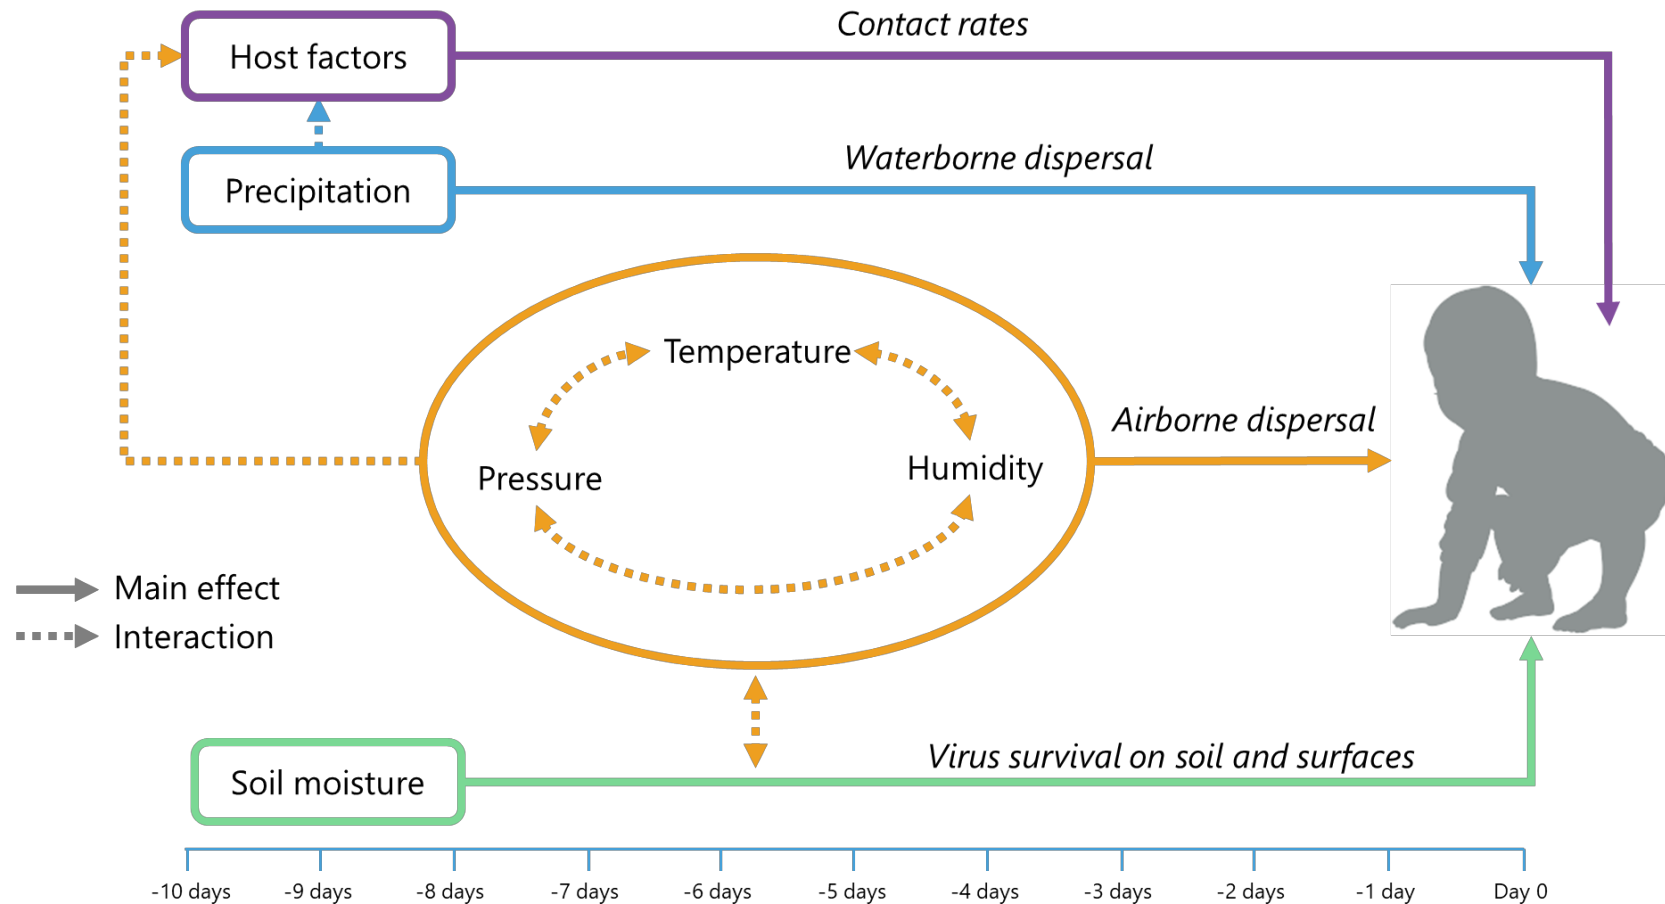 Contact rates
Host factors
Waterborne dispersal
Precipitation
Temperature
Airborne dispersal
Pressure
Humidity
Main effect
Interaction
Virus survival on soil and surfaces
Soil moisture
-10 days
-9 days
-8 days
-7 days
-6 days
-5 days
-4 days
-3 days
-2 days
-1 day
Day 0